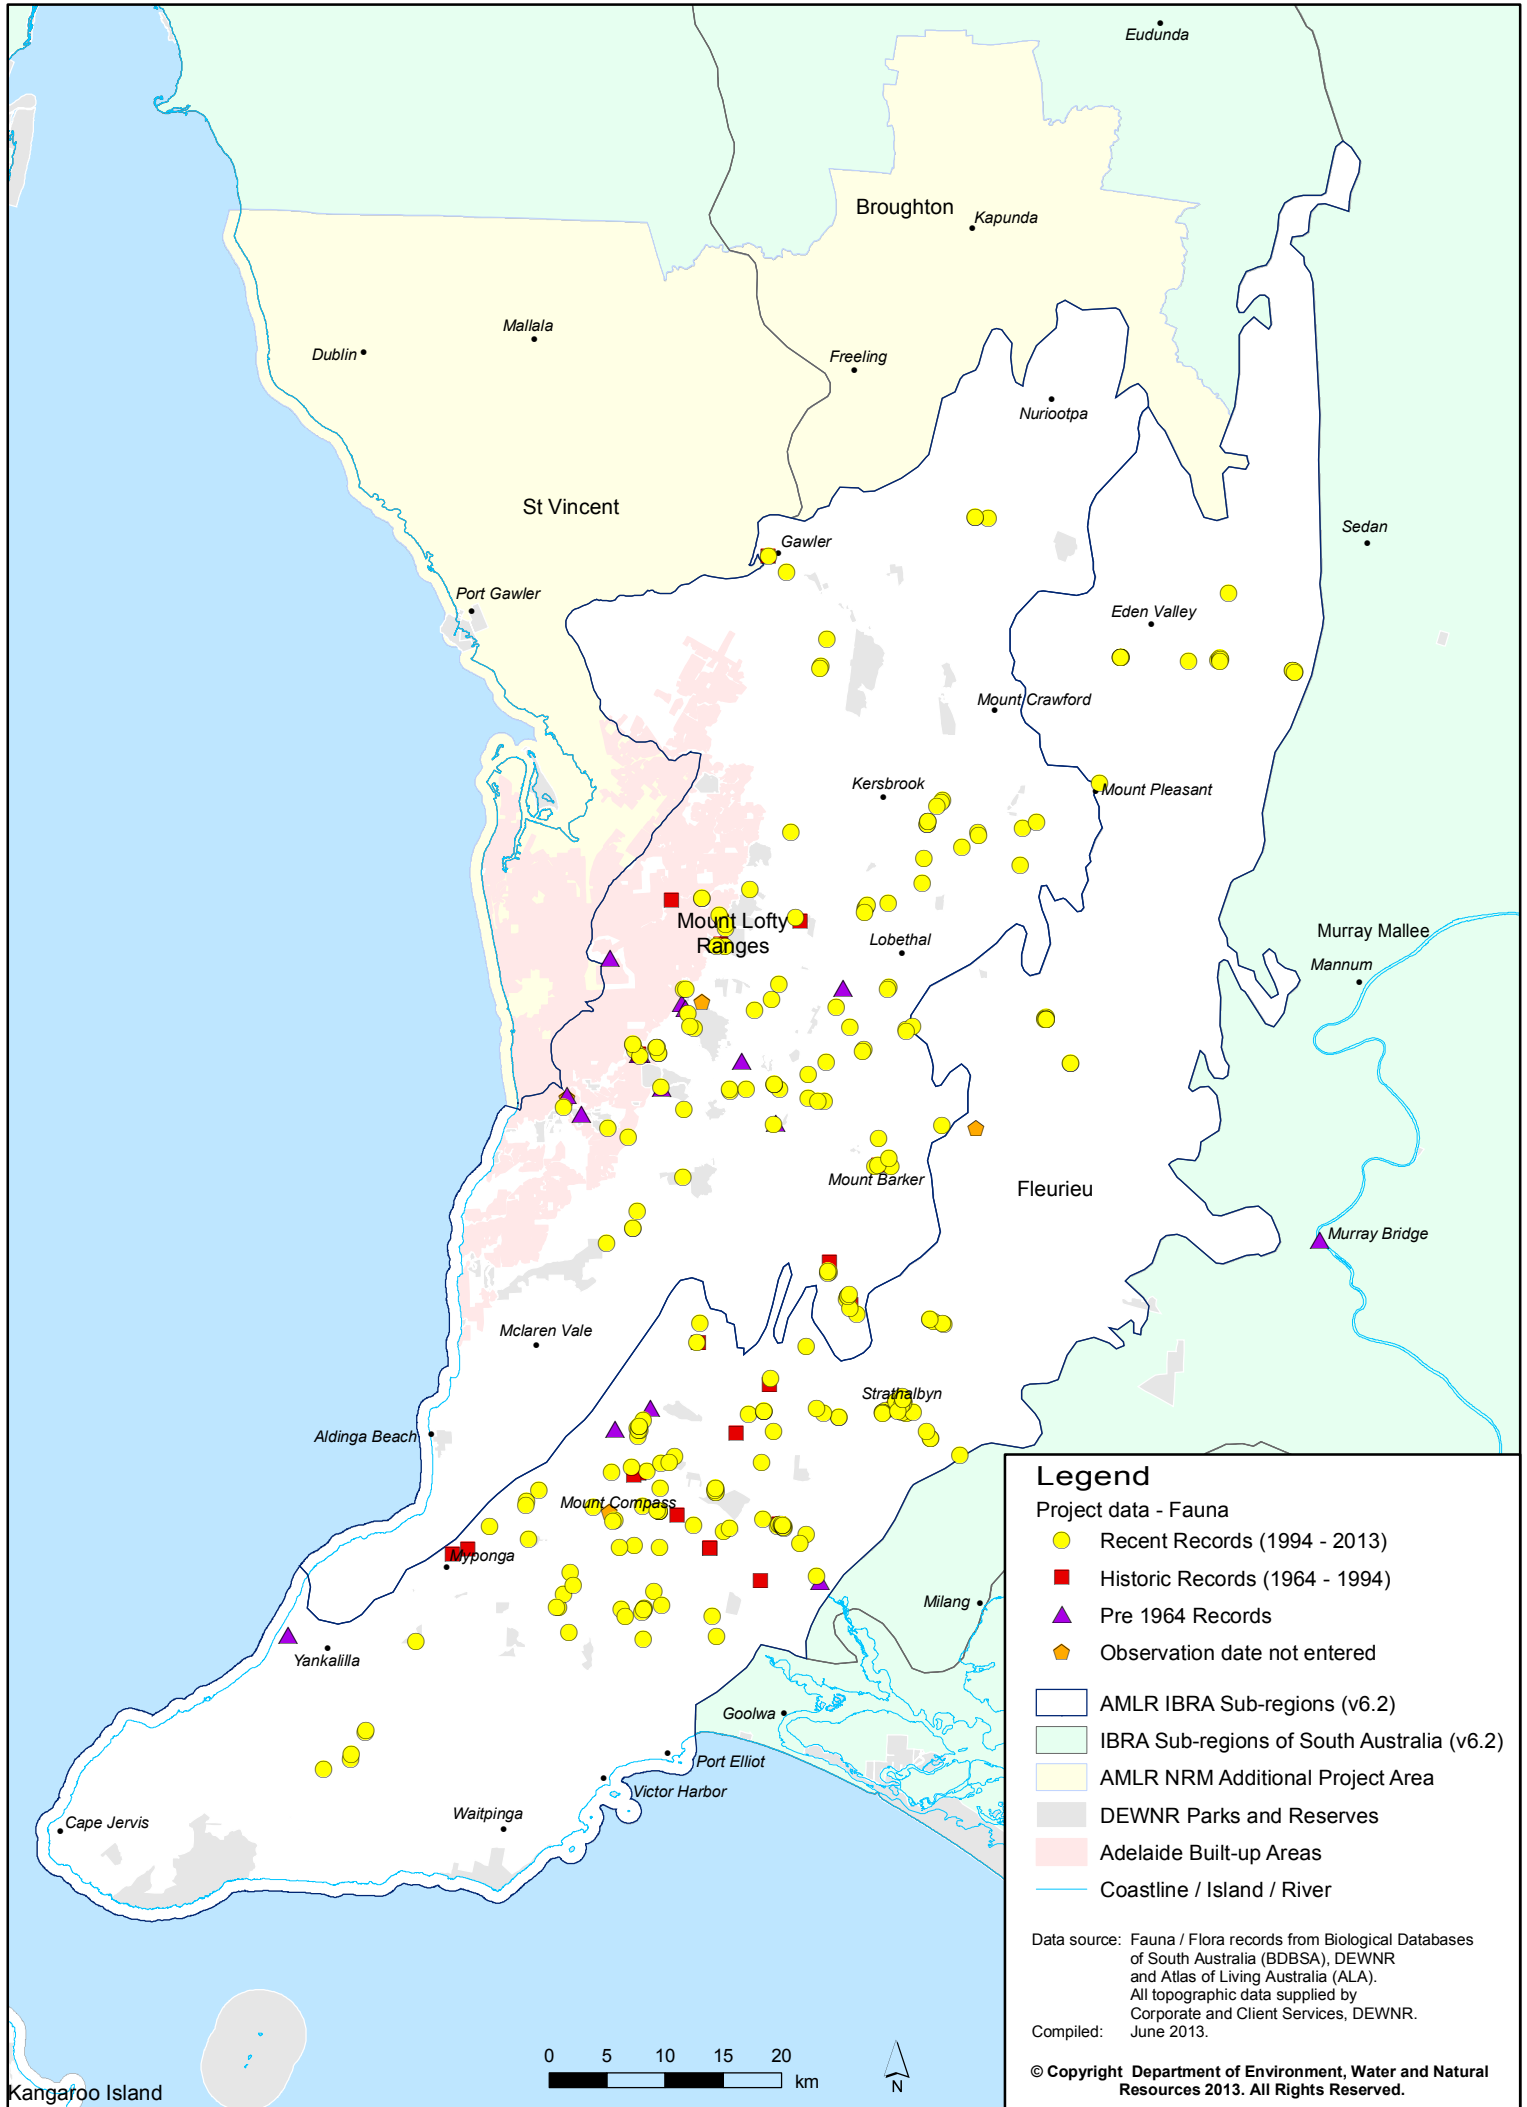 Eudunda
Broughton
Kapunda
Mallala
Dublin
Freeling
Nuriootpa
St Vincent
Sedan
Gawler
Port Gawler
Eden Valley
Mount Crawford
Kersbrook
Mount Pleasant
Mount Lofty
Ranges
Lobethal
Murray Mallee
Mannum
Mount Barker
Fleurieu
Murray Bridge
Mclaren Vale
Strathalbyn
Aldinga Beach
Mount Compass
Myponga
Milang
Yankalilla
Goolwa
Port Elliot
Victor Harbor
Waitpinga
Cape Jervis
Kangaroo Island
0 5 10 15 20
km
N
Legend
Project data - Fauna
Recent Records (1994 - 2013)
Historic Records (1964 - 1994)
Pre 1964 Records
Observation date not entered
AMLR IBRA Sub-regions (v6.2)
IBRA Sub-regions of South Australia (v6.2)
AMLR NRM Additional Project Area
DEWNR Parks and Reserves
Adelaide Built-up Areas
Coastline / Island / River
Data source: Fauna / Flora records from Biological Databases
of South Australia (BDBSA), DEWNR
and Atlas of Living Australia (ALA).
All topographic data supplied by
Corporate and Client Services, DEWNR.
Compiled: June 2013.
© Copyright Department of Environment, Water and Natural
Resources 2013. All Rights Reserved.